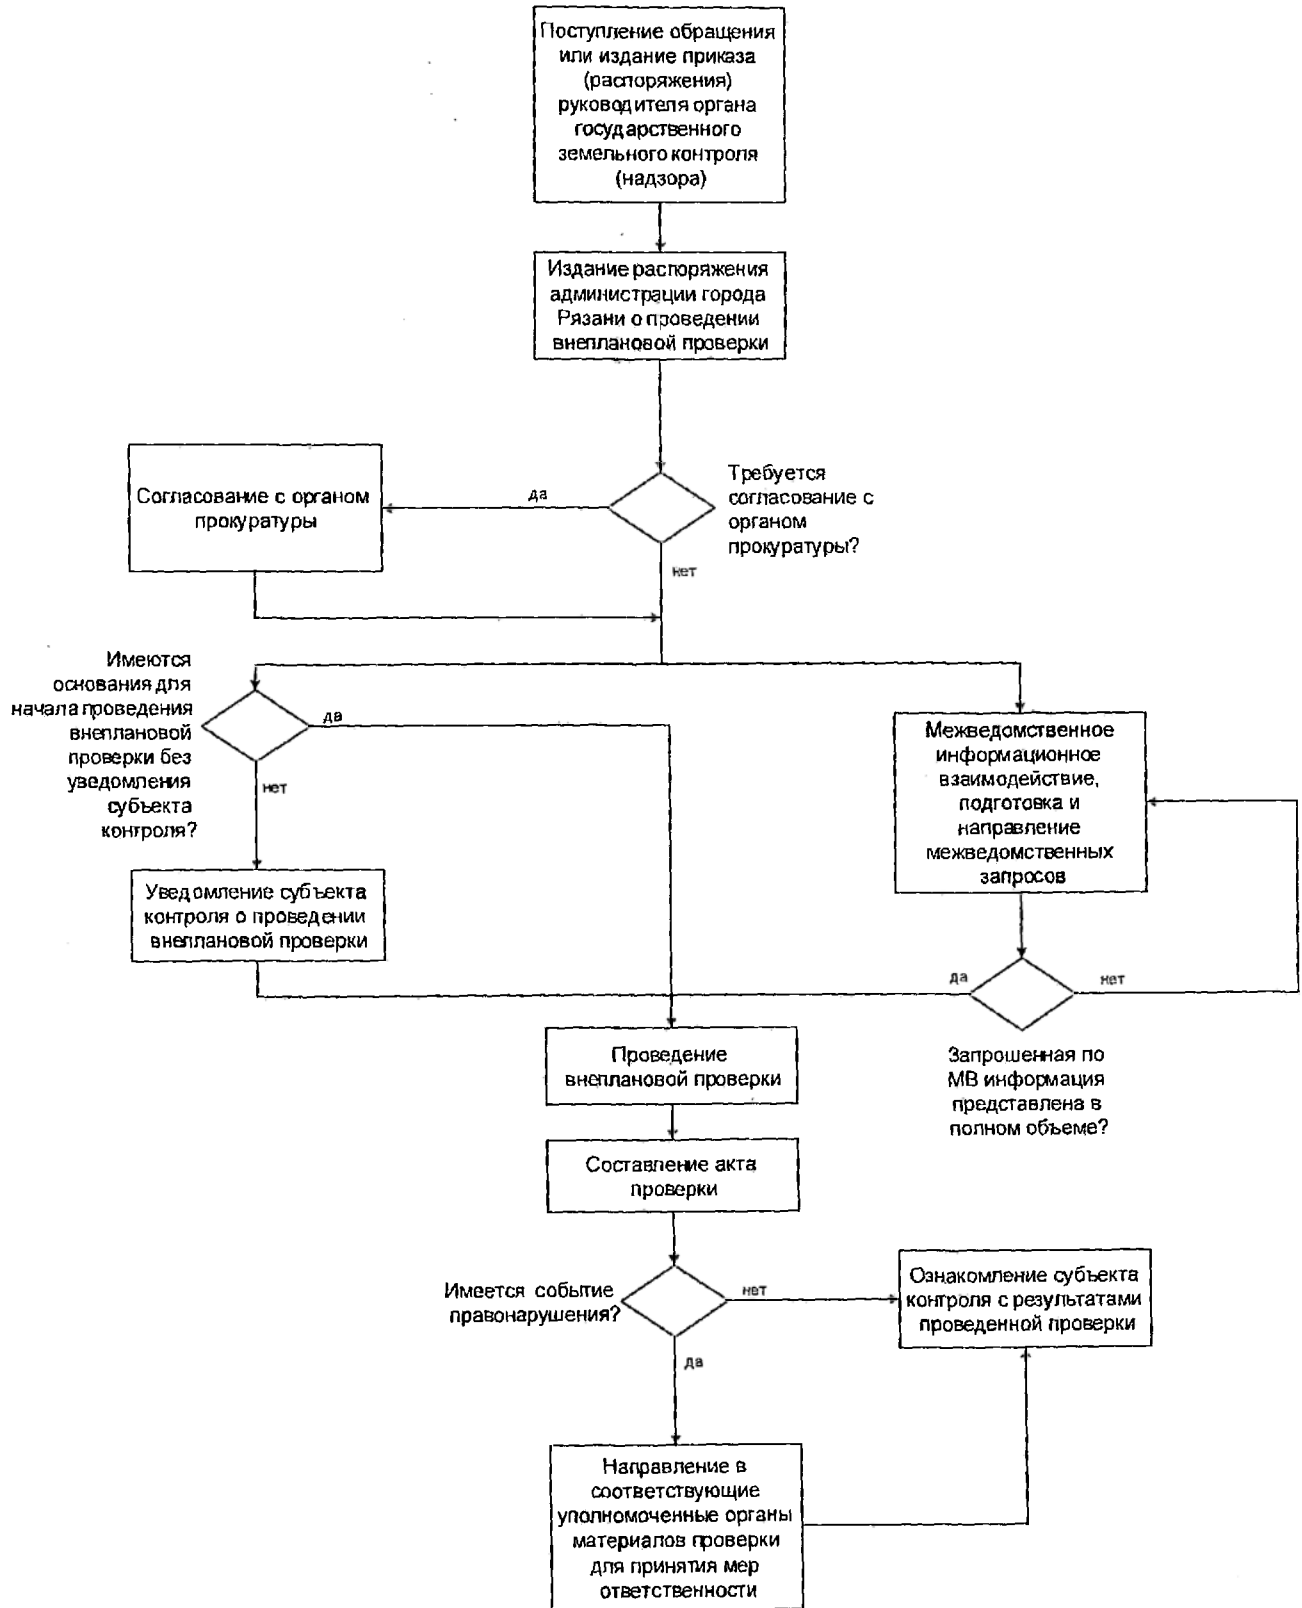 Поступление обращения
или издание приказа
(распоряжения)
руководителя органа
государственного
земельного контроля
(надзора)
Издание распоряжения
администрации города
Рязани о проведении
внеплановой проверки
Требуется
согласование с
органом
прокуратуры?
да
Согласование с органом
прокуратуры
нет
Имеются
основания для
начала проведения
внеплановой
проверки без
уведомления
субъекта
контроля?
да
нет
Межведомственное
информационное
взаимодействие,
подготовка и
направление
межведомственных
запросов
Уведомление субъекта
контроля о проведении
внеплановой проверки
да
нет
Запрошенная по
МВ информация
представлена в
полном объеме?
Проведение
внеплановой проверки
Составление акта
проверки
Имеется событие
правонарушения?
нет
Ознакомление субъекта
контроля с результатами
проведенной проверки
да
Направление в
соответствующие
уполномоченные органы
материалов проверки
для принятия мер
ответственности